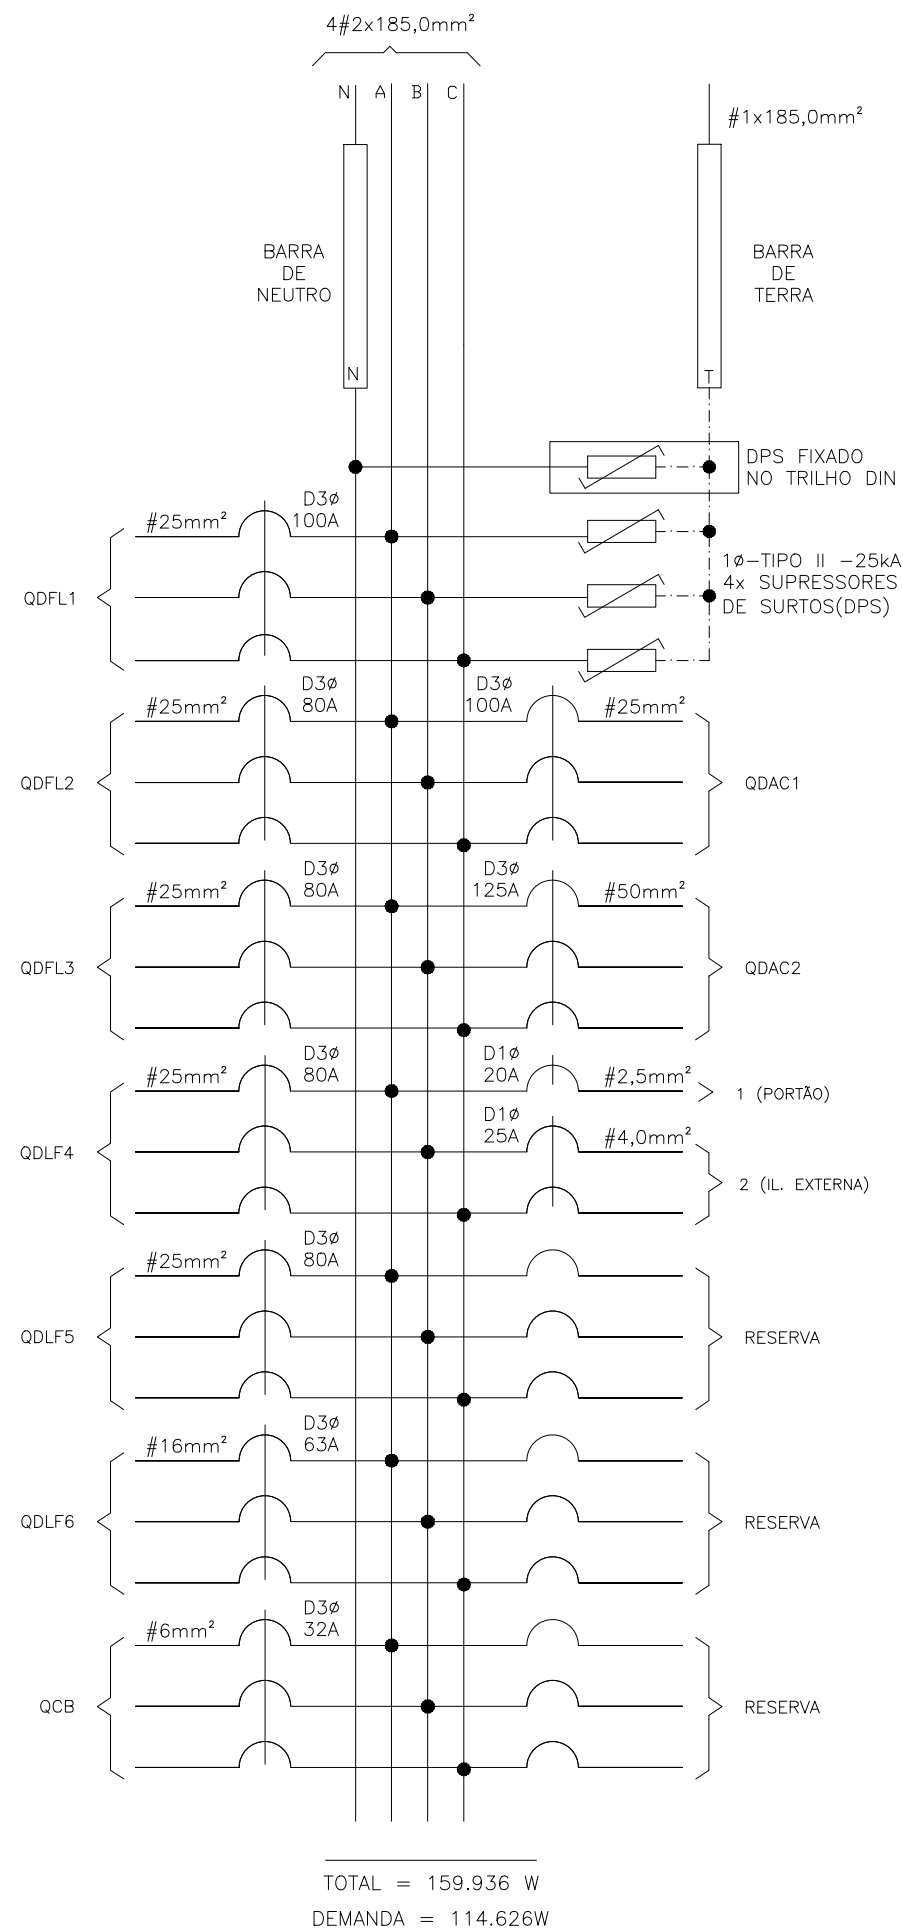 4#2x185,0mm²
N A B C
#1x185,0mm²
BARRA
DE
NEUTRO
BARRA
DE
TERRA
N
T
DPS FIXADO
NO TRILHO DIN
#25mm²
D3ø
100A
QDFL1
1ø-TIPO II -25kA
4x SUPRESSORES
DE SURTOS(DPS)
#25mm²
D3ø
80A
D3ø
100A
#25mm²
QDFL2
QDAC1
#25mm²
D3ø
80A
D3ø
125A
#50mm²
QDFL3
QDAC2
#25mm²
D3ø
80A
D1ø
20A
#2,5mm²
1 (PORTÃO)
D1ø
25A
#4,0mm²
QDLF4
2 (IL. EXTERNA)
#25mm²
D3ø
80A
QDLF5
RESERVA
#16mm²
D3ø
63A
QDLF6
RESERVA
#6mm²
D3ø
32A
QCB
RESERVA
TOTAL = 159.936 W
DEMANDA = 114.626W